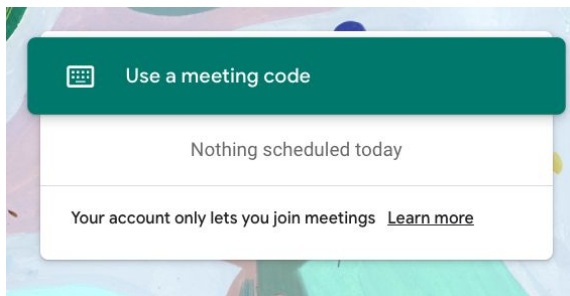 Use a meeting code
Nothing scheduled today
Your account only lets you join meetings Learn more